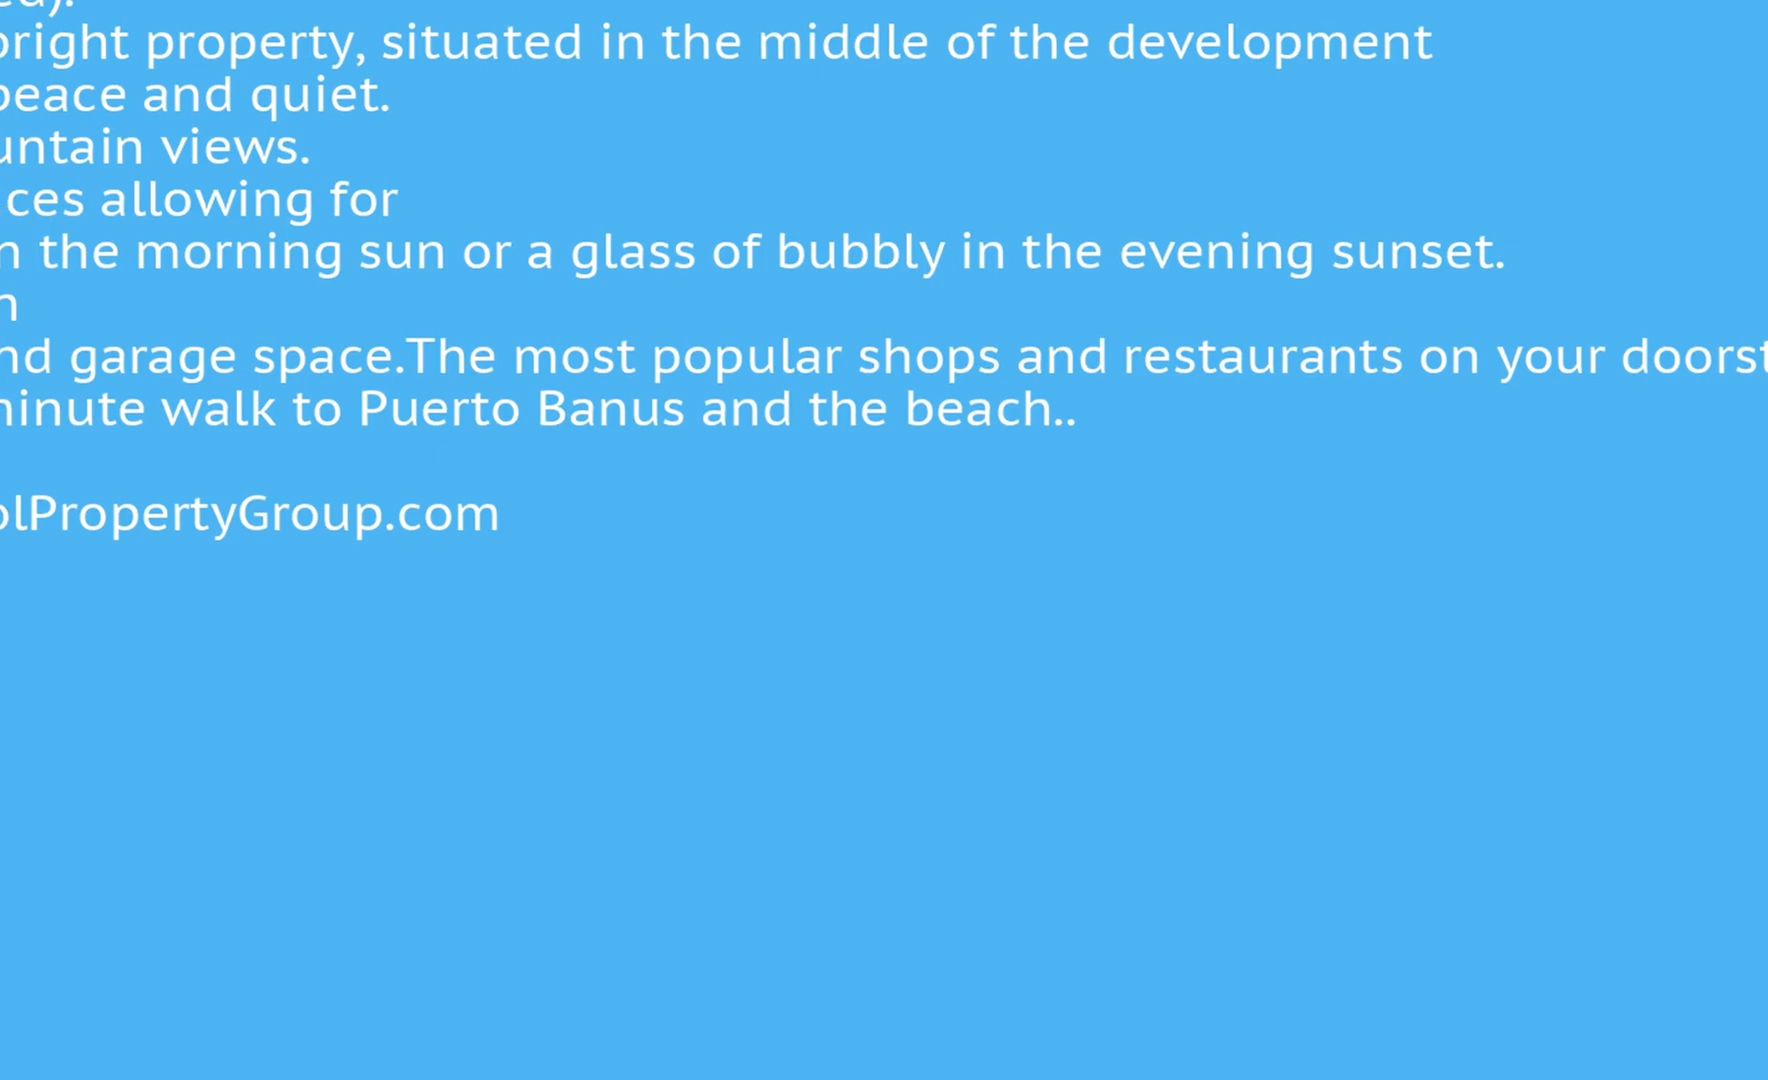 right property, situated in the middle of the development
peace and quiet.
untain views.
ces allowing for
n the morning sun or a glass of bubbly in the evening sunset.
n
nd garage space.The most popular shops and restaurants on your doorst
inute walk to Puerto Banus and the beach..
olPropertyGroup.com